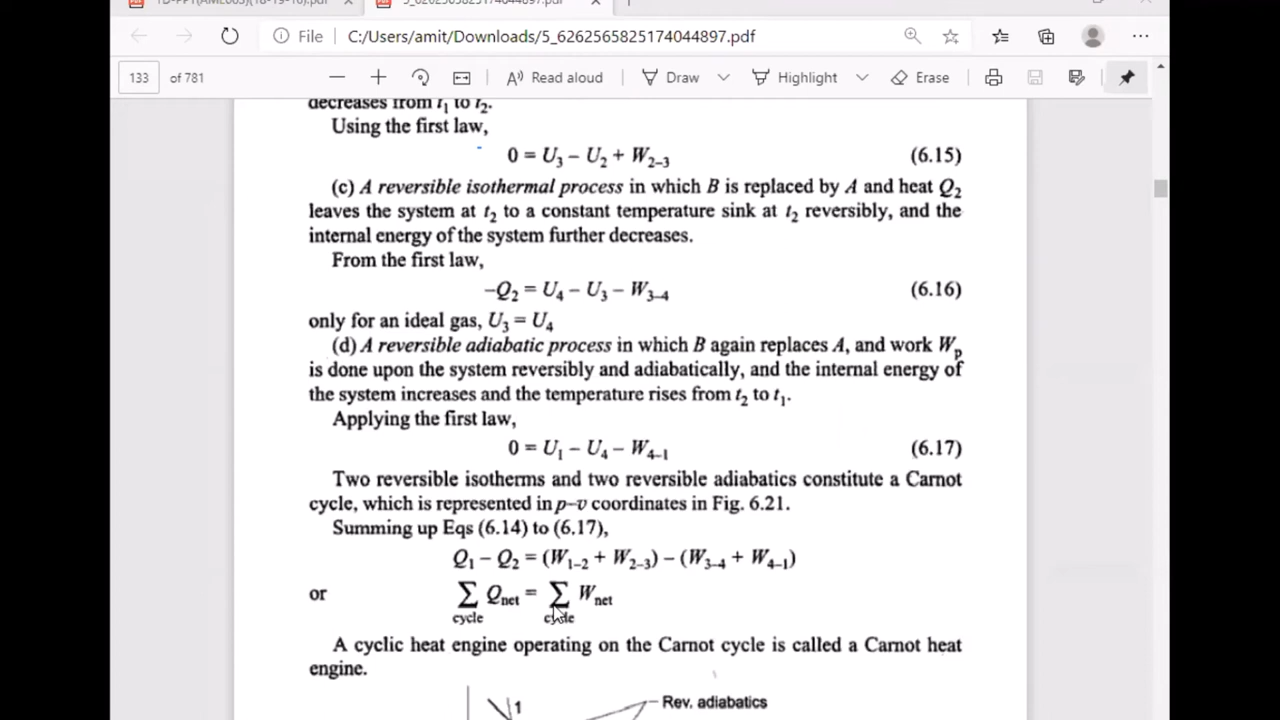 File C:/Users/amit/Downloads/5_6262565825174044897.pdf
133 of 781 Read aloud Draw Highlight Erase
decreases from t₁ to t₂.
Using the first law,
0 = U₃ – U₂ + W₂₋₃ (6.15)
(c) A reversible isothermal process in which B is replaced by A and heat Q₂
leaves the system at t₂ to a constant temperature sink at t₂ reversibly, and the
internal energy of the system further decreases.
From the first law,
–Q₂ = U₄ – U₃ – W₃₋₄ (6.16)
only for an ideal gas, U₃ = U₄
(d) A reversible adiabatic process in which B again replaces A, and work Wₚ
is done upon the system reversibly and adiabatically, and the internal energy of
the system increases and the temperature rises from t₂ to t₁.
Applying the first law,
0 = U₁ – U₄ – W₄₋₁ (6.17)
Two reversible isotherms and two reversible adiabatics constitute a Carnot
cycle, which is represented in p–v coordinates in Fig. 6.21.
Summing up Eqs (6.14) to (6.17),
Q₁ – Q₂ = (W₁₋₂ + W₂₋₃) – (W₃₋₄ + W₄₋₁)
or ∑ Qnet = ∑ Wnet
cycle cycle
A cyclic heat engine operating on the Carnot cycle is called a Carnot heat
engine.
1 Rev. adiabatics